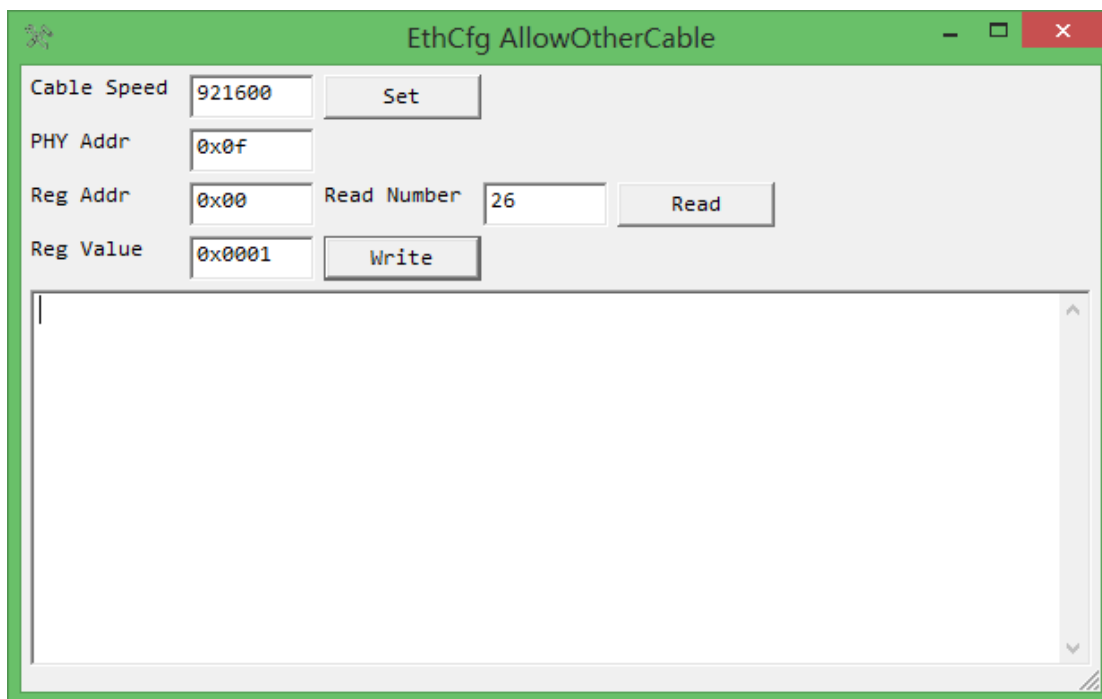 EthCfg AllowOtherCable
Cable Speed 921600 Set
PHY Addr 0x0f
Reg Addr 0x00 Read Number 26 Read
Reg Value 0x0001 Write